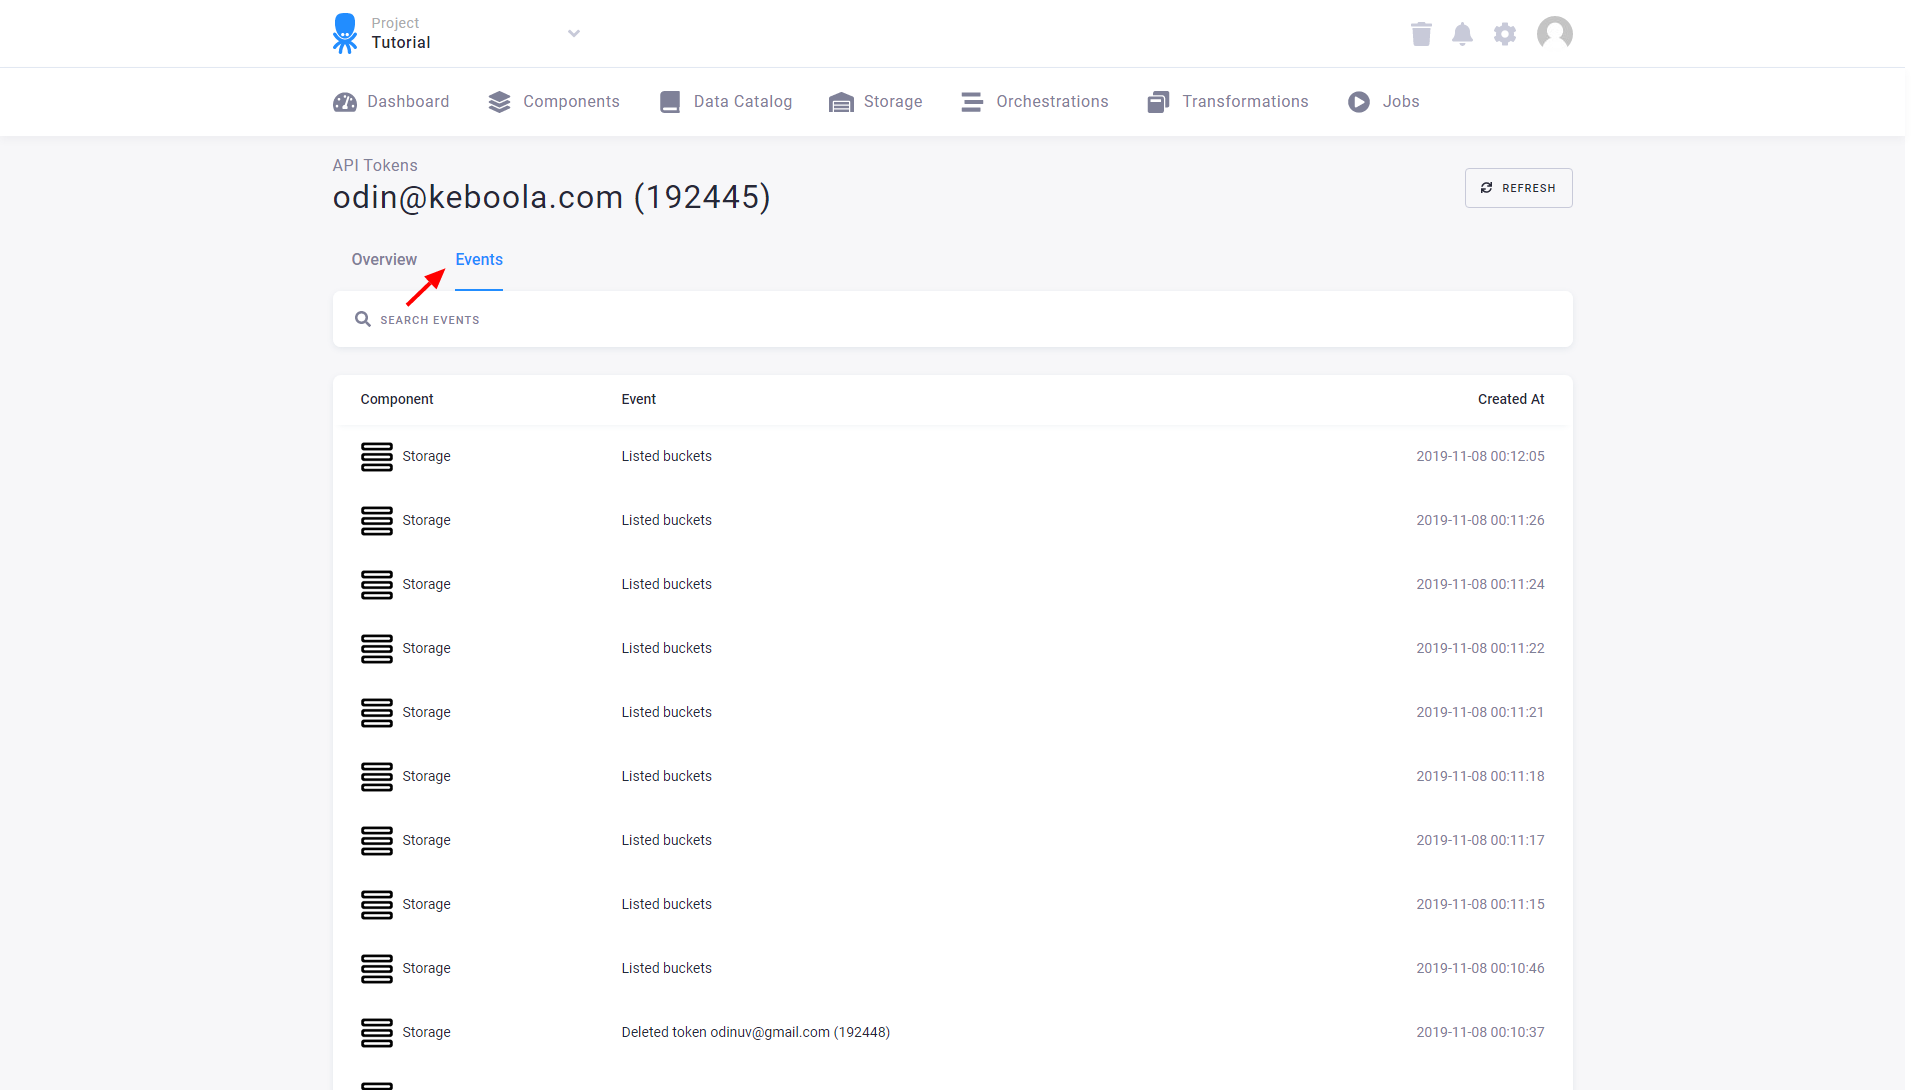 Project
Tutorial
Dashboard Components Data Catalog Storage Orchestrations Transformations Jobs
API Tokens
odin@keboola.com (192445)
REFRESH
Overview Events
SEARCH EVENTS
Component Event Created At
Storage Listed buckets 2019-11-08 00:12:05
Storage Listed buckets 2019-11-08 00:11:26
Storage Listed buckets 2019-11-08 00:11:24
Storage Listed buckets 2019-11-08 00:11:22
Storage Listed buckets 2019-11-08 00:11:21
Storage Listed buckets 2019-11-08 00:11:18
Storage Listed buckets 2019-11-08 00:11:17
Storage Listed buckets 2019-11-08 00:11:15
Storage Listed buckets 2019-11-08 00:10:46
Storage Deleted token odinuv@gmail.com (192448) 2019-11-08 00:10:37